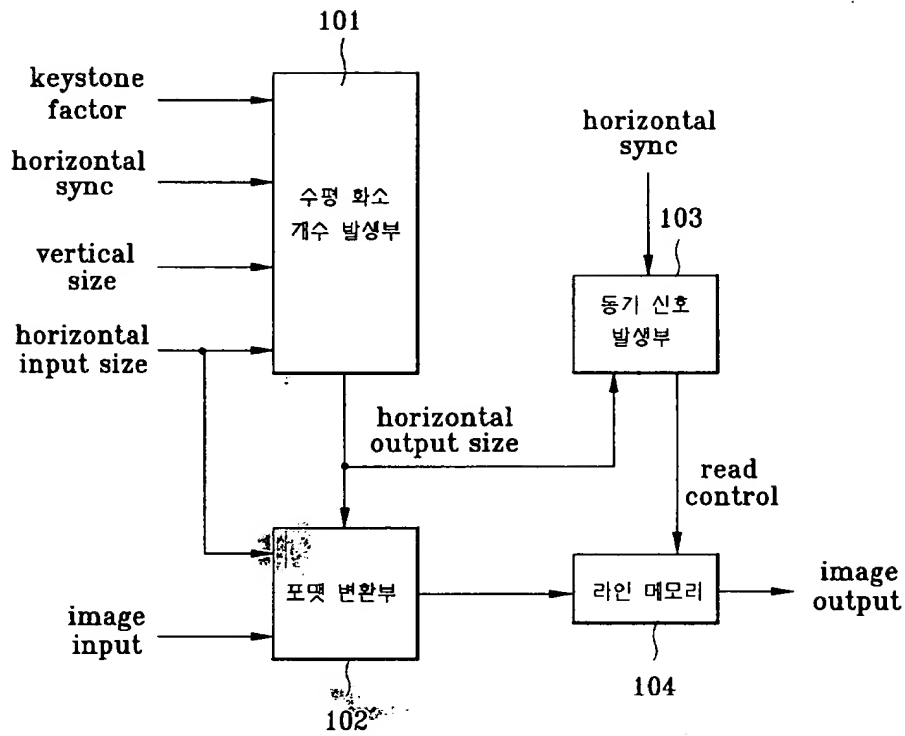 101
keystone
factor
horizontal
sync
vertical
size
horizontal
input size
수평 화소
개수 발생부
horizontal
sync
103
동기 신호
발생부
horizontal
output size
read
control
포맷 변환부
라인 메모리
image
input
image
output
102
104